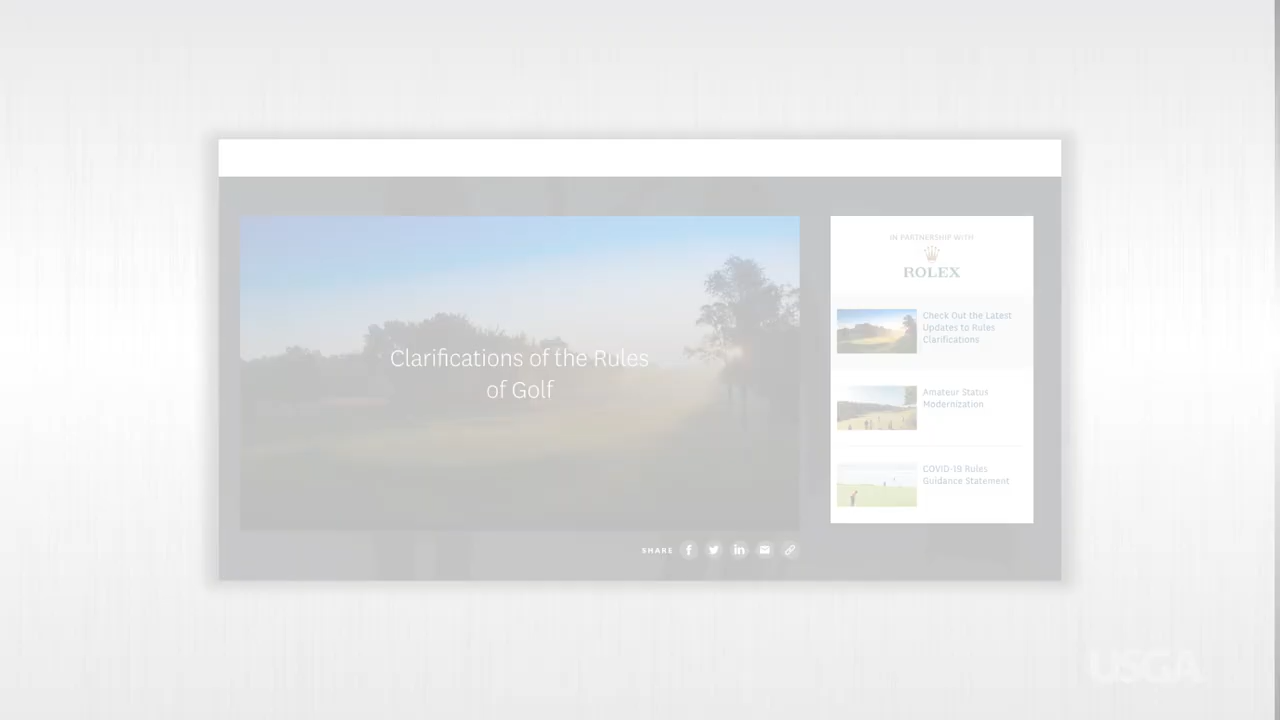 Clarifications of the Rules
of Golf
IN PARTNERSHIP WITH
ROLEX
Check Out the Latest
Updates to Rules
Clarifications
Amateur Status
Modernization
COVID-19 Rules
Guidance Statement
SHARE
USGA